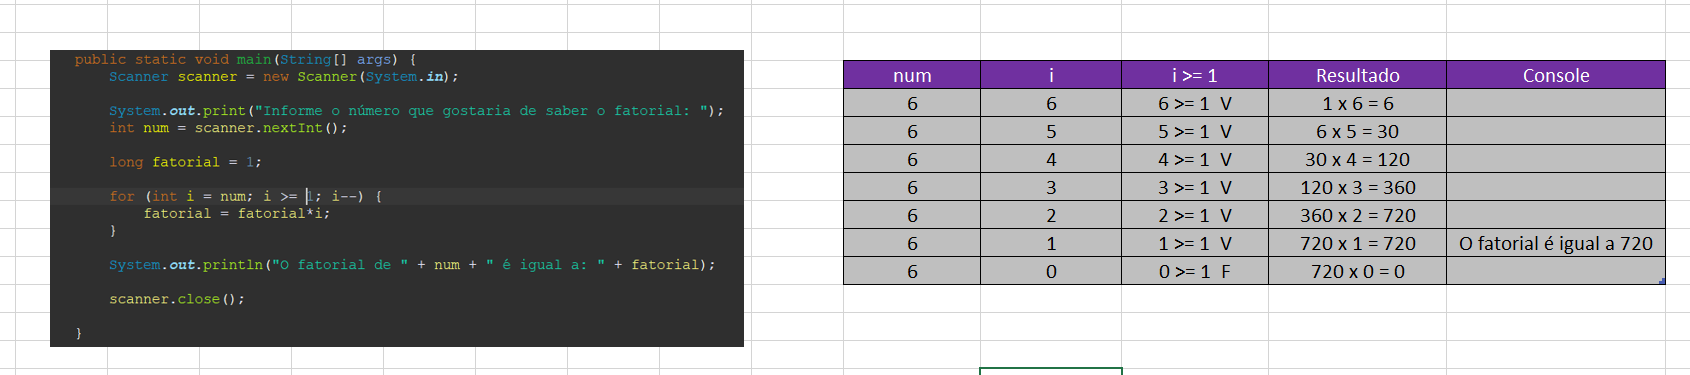 public static void main(String[] args) {
Scanner scanner = new Scanner(System.in);
System.out.print("Informe o número que gostaria de saber o fatorial: ");
int num = scanner.nextInt();
long fatorial = 1;
for (int i = num; i >= 1; i--) {
fatorial = fatorial*i;
}
System.out.println("O fatorial de " + num + " é igual a: " + fatorial);
scanner.close();
}
num i i >= 1 Resultado Console
6 6 6 >= 1 V 1 x 6 = 6
6 5 5 >= 1 V 6 x 5 = 30
6 4 4 >= 1 V 30 x 4 = 120
6 3 3 >= 1 V 120 x 3 = 360
6 2 2 >= 1 V 360 x 2 = 720
6 1 1 >= 1 V 720 x 1 = 720 O fatorial é igual a 720
6 0 0 >= 1 F 720 x 0 = 0